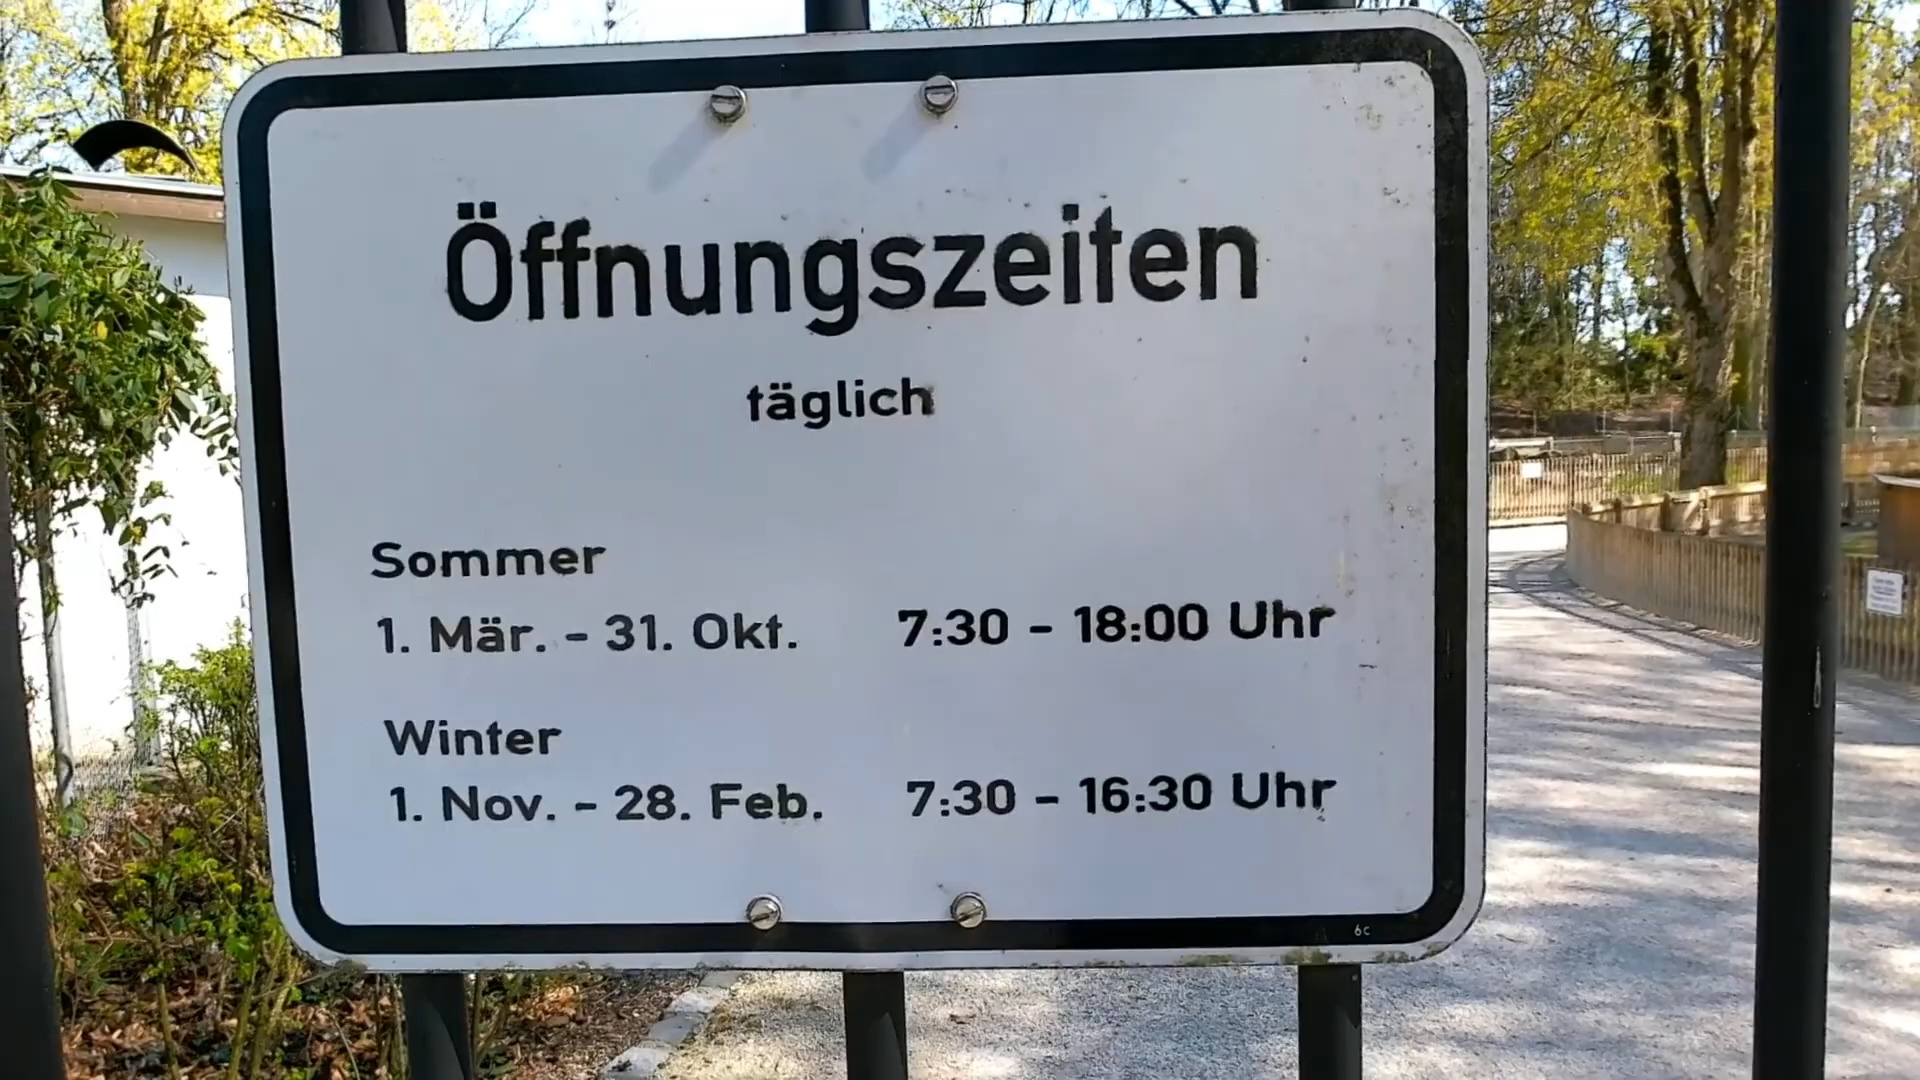 Öffnungszeiten
täglich
Sommer
1. Mär. - 31. Okt. 7:30 - 18:00 Uhr
Winter
1. Nov. - 28. Feb. 7:30 - 16:30 Uhr
6c